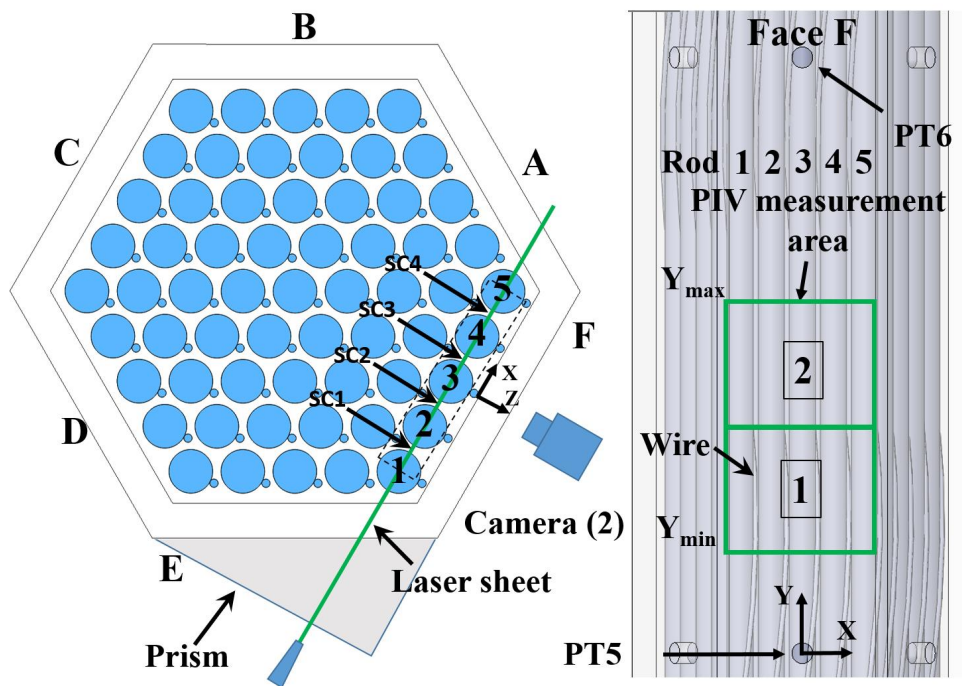 B
C
A
SC4
5
SC3
4
F
SC2
3
X
Z
SC1
2
D
1
Camera (2)
E
Laser sheet
Prism
Face F
PT6
Rod 1 2 3 4 5
PIV measurement
area
Ymax
2
Wire
1
Ymin
Y
X
PT5